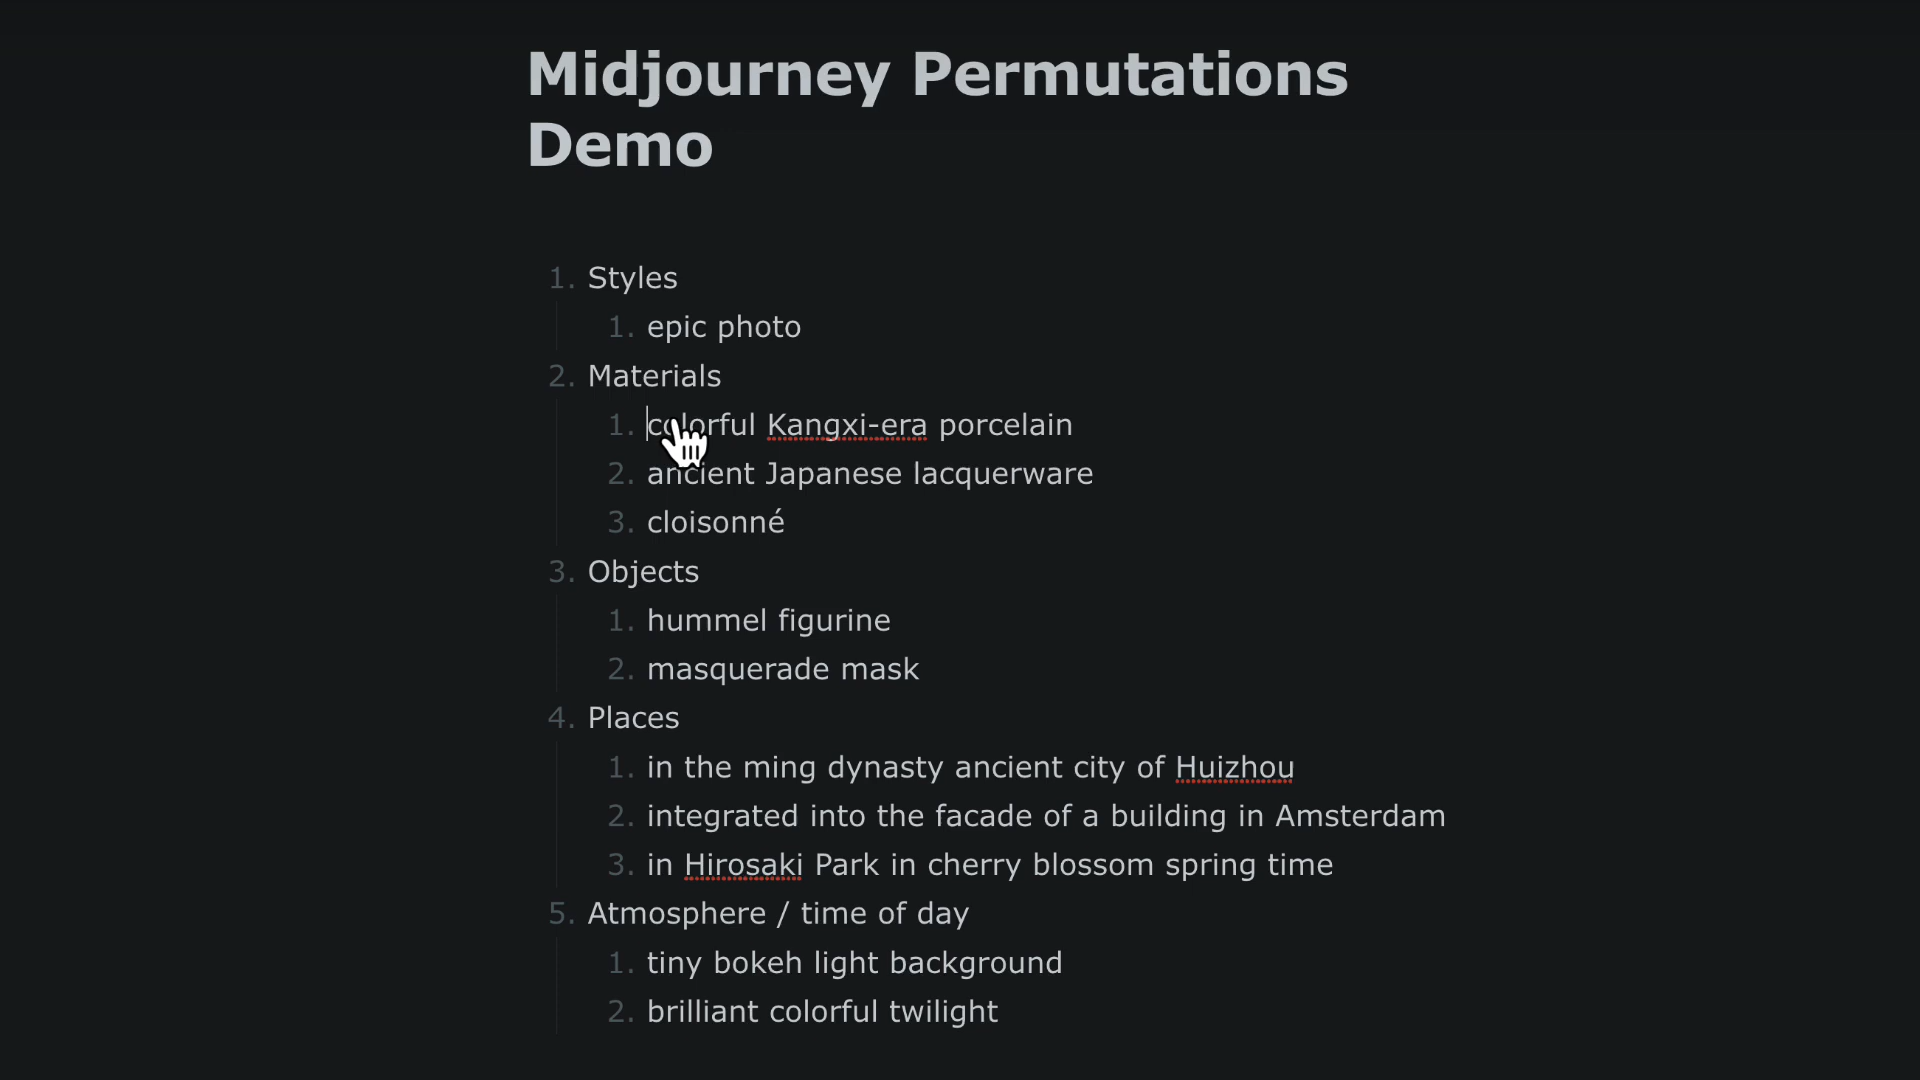 Midjourney Permutations
Demo
1. Styles
1. epic photo
2. Materials
1. colorful Kangxi-era porcelain
2. ancient Japanese lacquerware
3. cloisonné
3. Objects
1. hummel figurine
2. masquerade mask
4. Places
1. in the ming dynasty ancient city of Huizhou
2. integrated into the facade of a building in Amsterdam
3. in Hirosaki Park in cherry blossom spring time
5. Atmosphere / time of day
1. tiny bokeh light background
2. brilliant colorful twilight